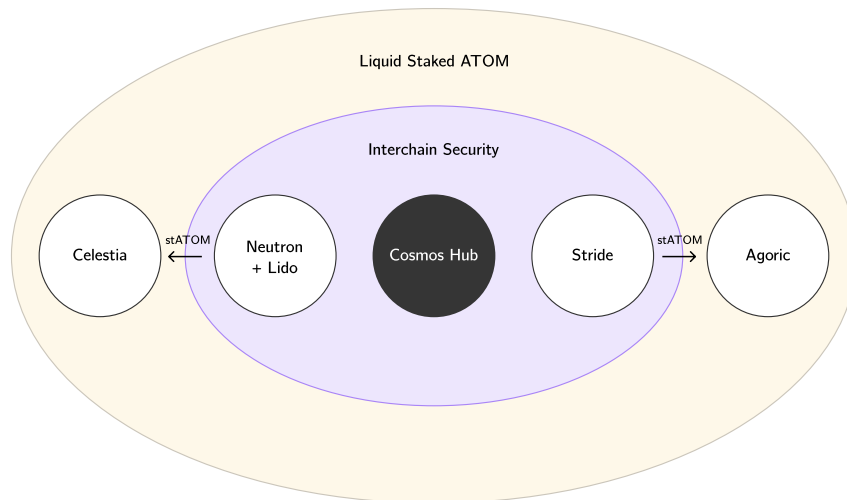 Liquid Staked ATOM
Interchain Security
Celestia
stATOM
Neutron
+ Lido
Cosmos Hub
Stride
stATOM
Agoric